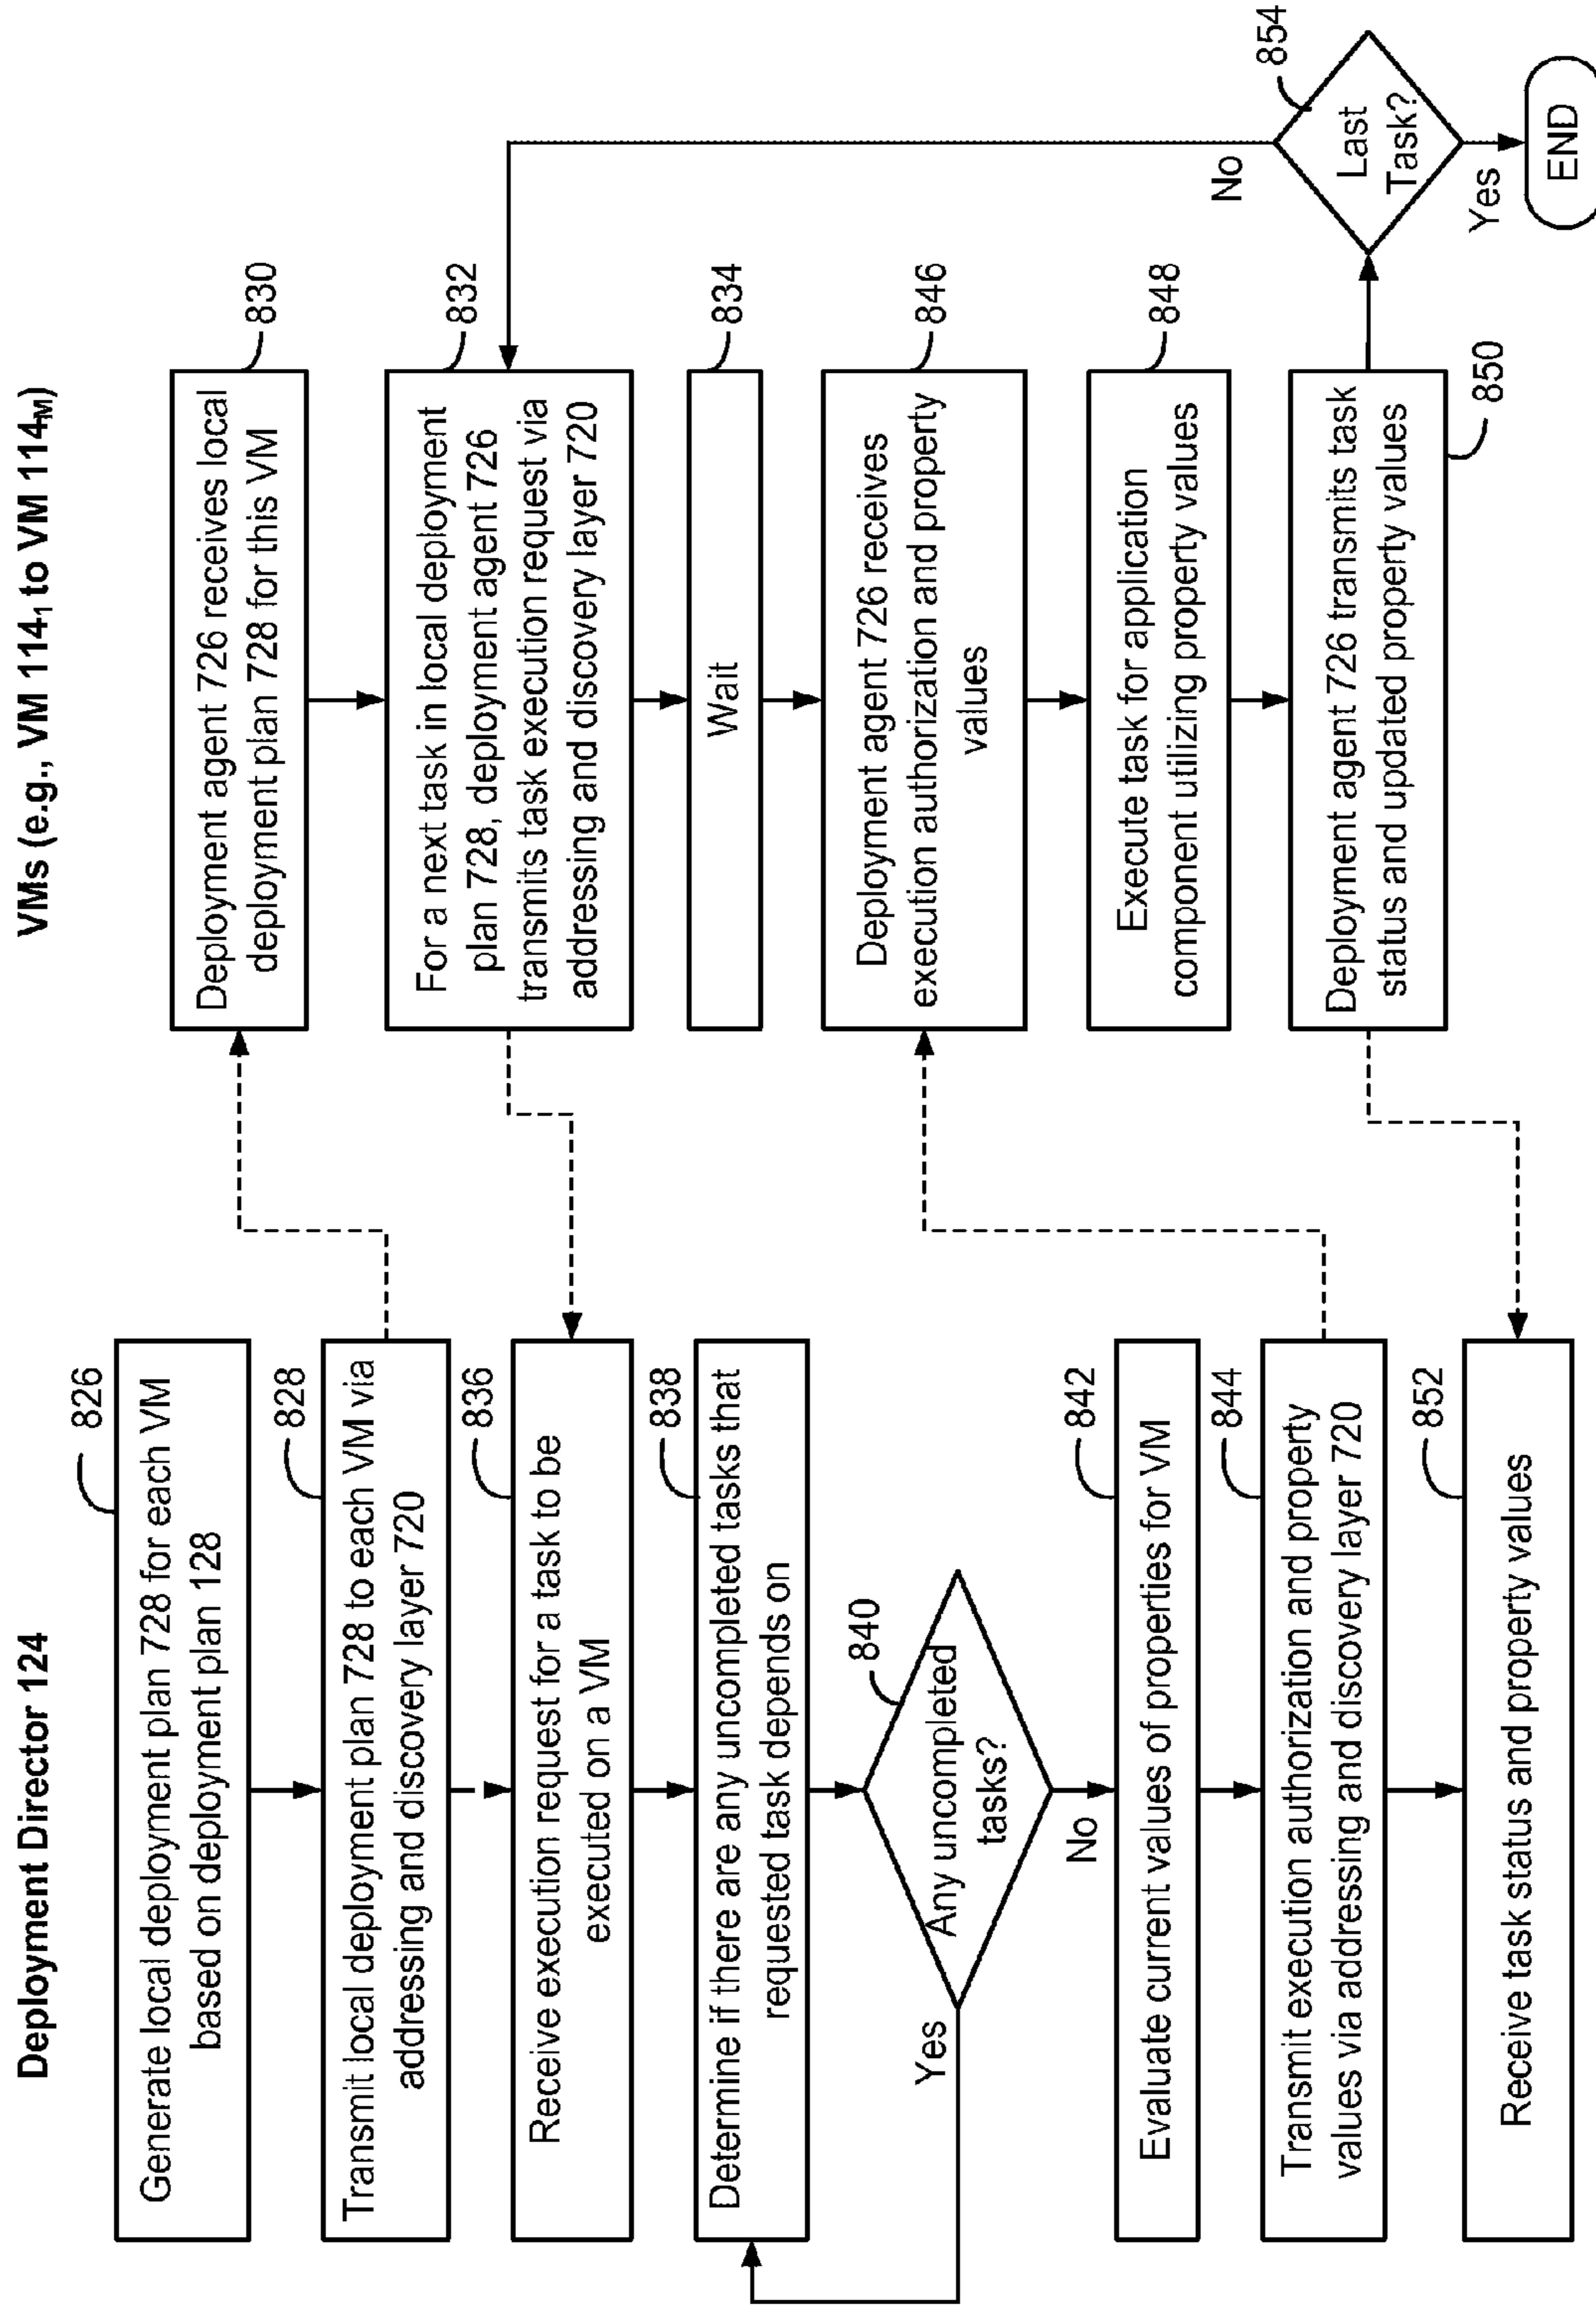 Deployment Director 124
826
Generate local deployment plan 728 for each VM
based on deployment plan 128
828
Transmit local deployment plan 728 to each VM via
addressing and discovery layer 720
836
Receive execution request for a task to be
executed on a VM
838
Determine if there are any uncompleted tasks that
requested task depends on
840
Any uncompleted
tasks?
Yes
No
842
Evaluate current values of properties for VM
844
Transmit execution authorization and property
values via addressing and discovery layer 720
852
Receive task status and property values
VMs (e.g., VM 114₁ to VM 114ₘ)
Deployment agent 726 receives local
deployment plan 728 for this VM
830
For a next task in local deployment
plan 728, deployment agent 726
transmits task execution request via
addressing and discovery layer 720
832
Wait
834
Deployment agent 726 receives
execution authorization and property
values
846
Execute task for application
component utilizing property values
848
Deployment agent 726 transmits task
status and updated property values
850
854
Last
Task?
No
Yes
END